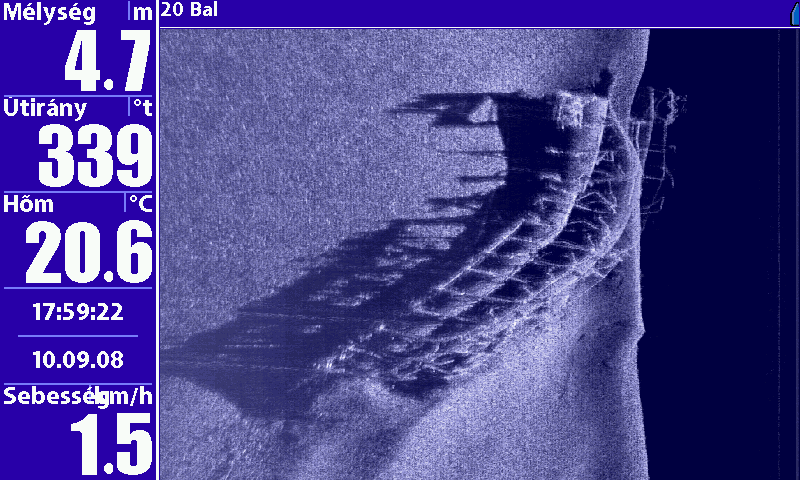 Mélység m
4.7
Útirány °t
339
Hőm °C
20.6
17:59:22
10.09.08
Sebesség km/h
1.5
20 Bal